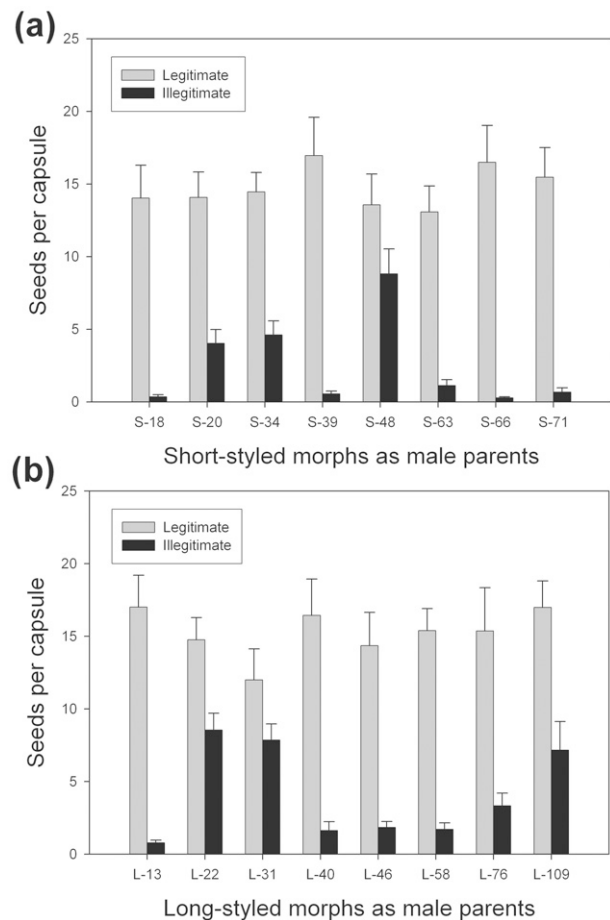 (a)
25
20
15
10
5
0
Seeds per capsule
Legitimate
Illegitimate
S-18 S-20 S-34 S-39 S-48 S-63 S-66 S-71
Short-styled morphs as male parents
(b)
25
20
15
10
5
0
Seeds per capsule
Legitimate
Illegitimate
L-13 L-22 L-31 L-40 L-46 L-58 L-76 L-109
Long-styled morphs as male parents